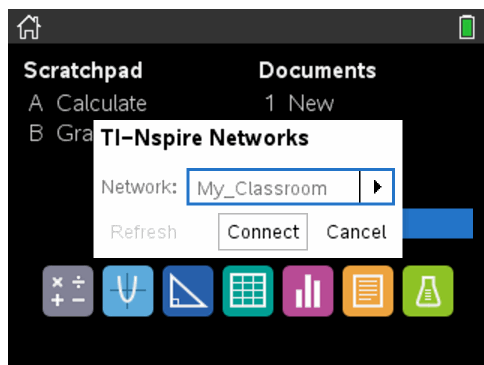 Scratchpad
Documents
A Calculate
1 New
B Gra
TI-Nspire Networks
Network: My_Classroom
Refresh Connect Cancel